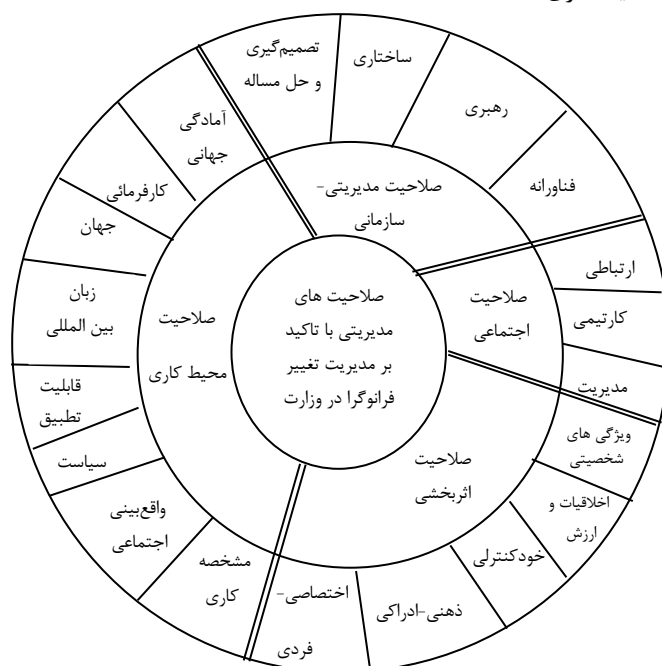 تصمیم‌گیری
و حل مساله
ساختاری
رهبری
فناورانه
صلاحیت مدیریتی-
سازمانی
ارتباطی
کارتیمی
مدیریت
صلاحیت
اجتماعی
ویژگی های
شخصیتی
اخلاقیات و
ارزش
خودکنترلی
ذهنی-ادراکی
اختصاصی-
فردی
صلاحیت
اثربخشی
مشخصه
کاری
واقع‌بینی
اجتماعی
سیاست
قابلیت
تطبیق
زبان
بین المللی
جهان
کارفرمائی
آمادگی
جهانی
صلاحیت
محیط کاری
صلاحیت های
مدیریتی با تاکید
بر مدیریت تغییر
فرانوگرا در وزارت